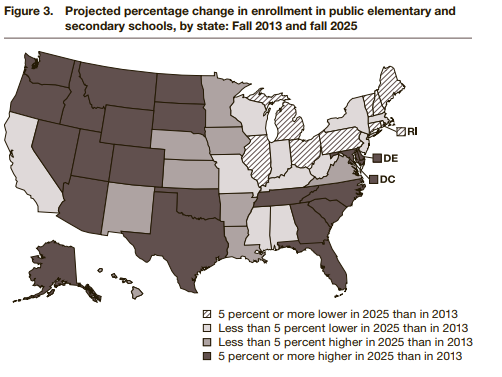 Figure 3. Projected percentage change in enrollment in public elementary and
secondary schools, by state: Fall 2013 and fall 2025
RI
DE
DC
5 percent or more lower in 2025 than in 2013
Less than 5 percent lower in 2025 than in 2013
Less than 5 percent higher in 2025 than in 2013
5 percent or more higher in 2025 than in 2013